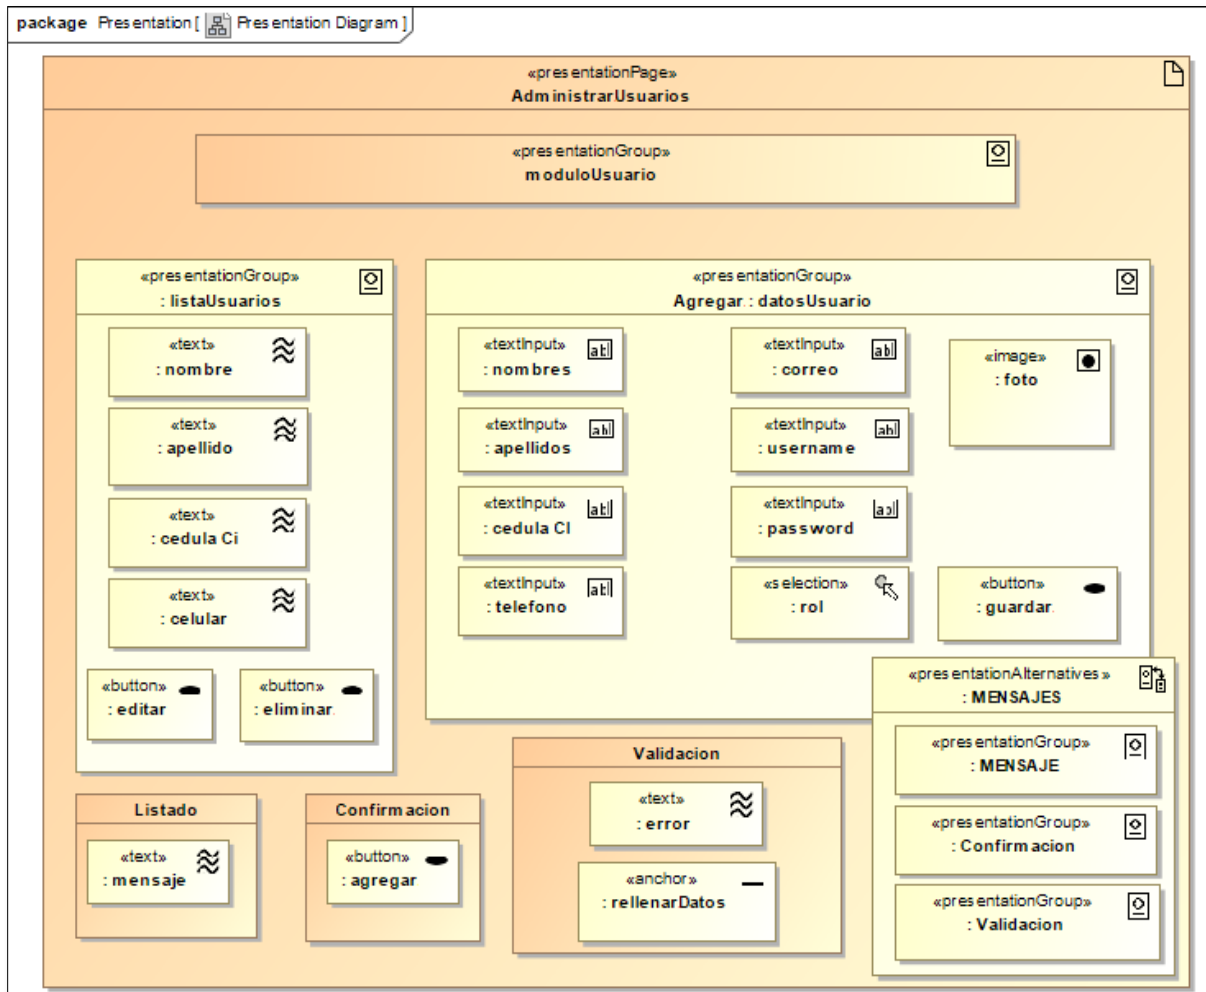 package Presentation [ Presentation Diagram ]
«presentationPage»
AdministrarUsuarios
«presentationGroup»
moduloUsuario
«presentationGroup»
: listaUsuarios
«text»
: nombre
«text»
: apellido
«text»
: cedula Ci
«text»
: celular
«button»
: editar
«button»
: eliminar
«presentationGroup»
Agregar : datosUsuario
«textInput»
: nombres
«textInput»
: apellidos
«textInput»
: cedula CI
«textInput»
: telefono
«textInput»
: correo
«textInput»
: username
«textInput»
: password
«selection»
: rol
«image»
: foto
«button»
: guardar
«presentationAlternatives»
: MENSAJES
«presentationGroup»
: MENSAJE
«presentationGroup»
: Confirmacion
«presentationGroup»
: Validacion
Listado
«text»
: mensaje
Confirmacion
«button»
: agregar
Validacion
«text»
: error
«anchor»
: rellenarDatos